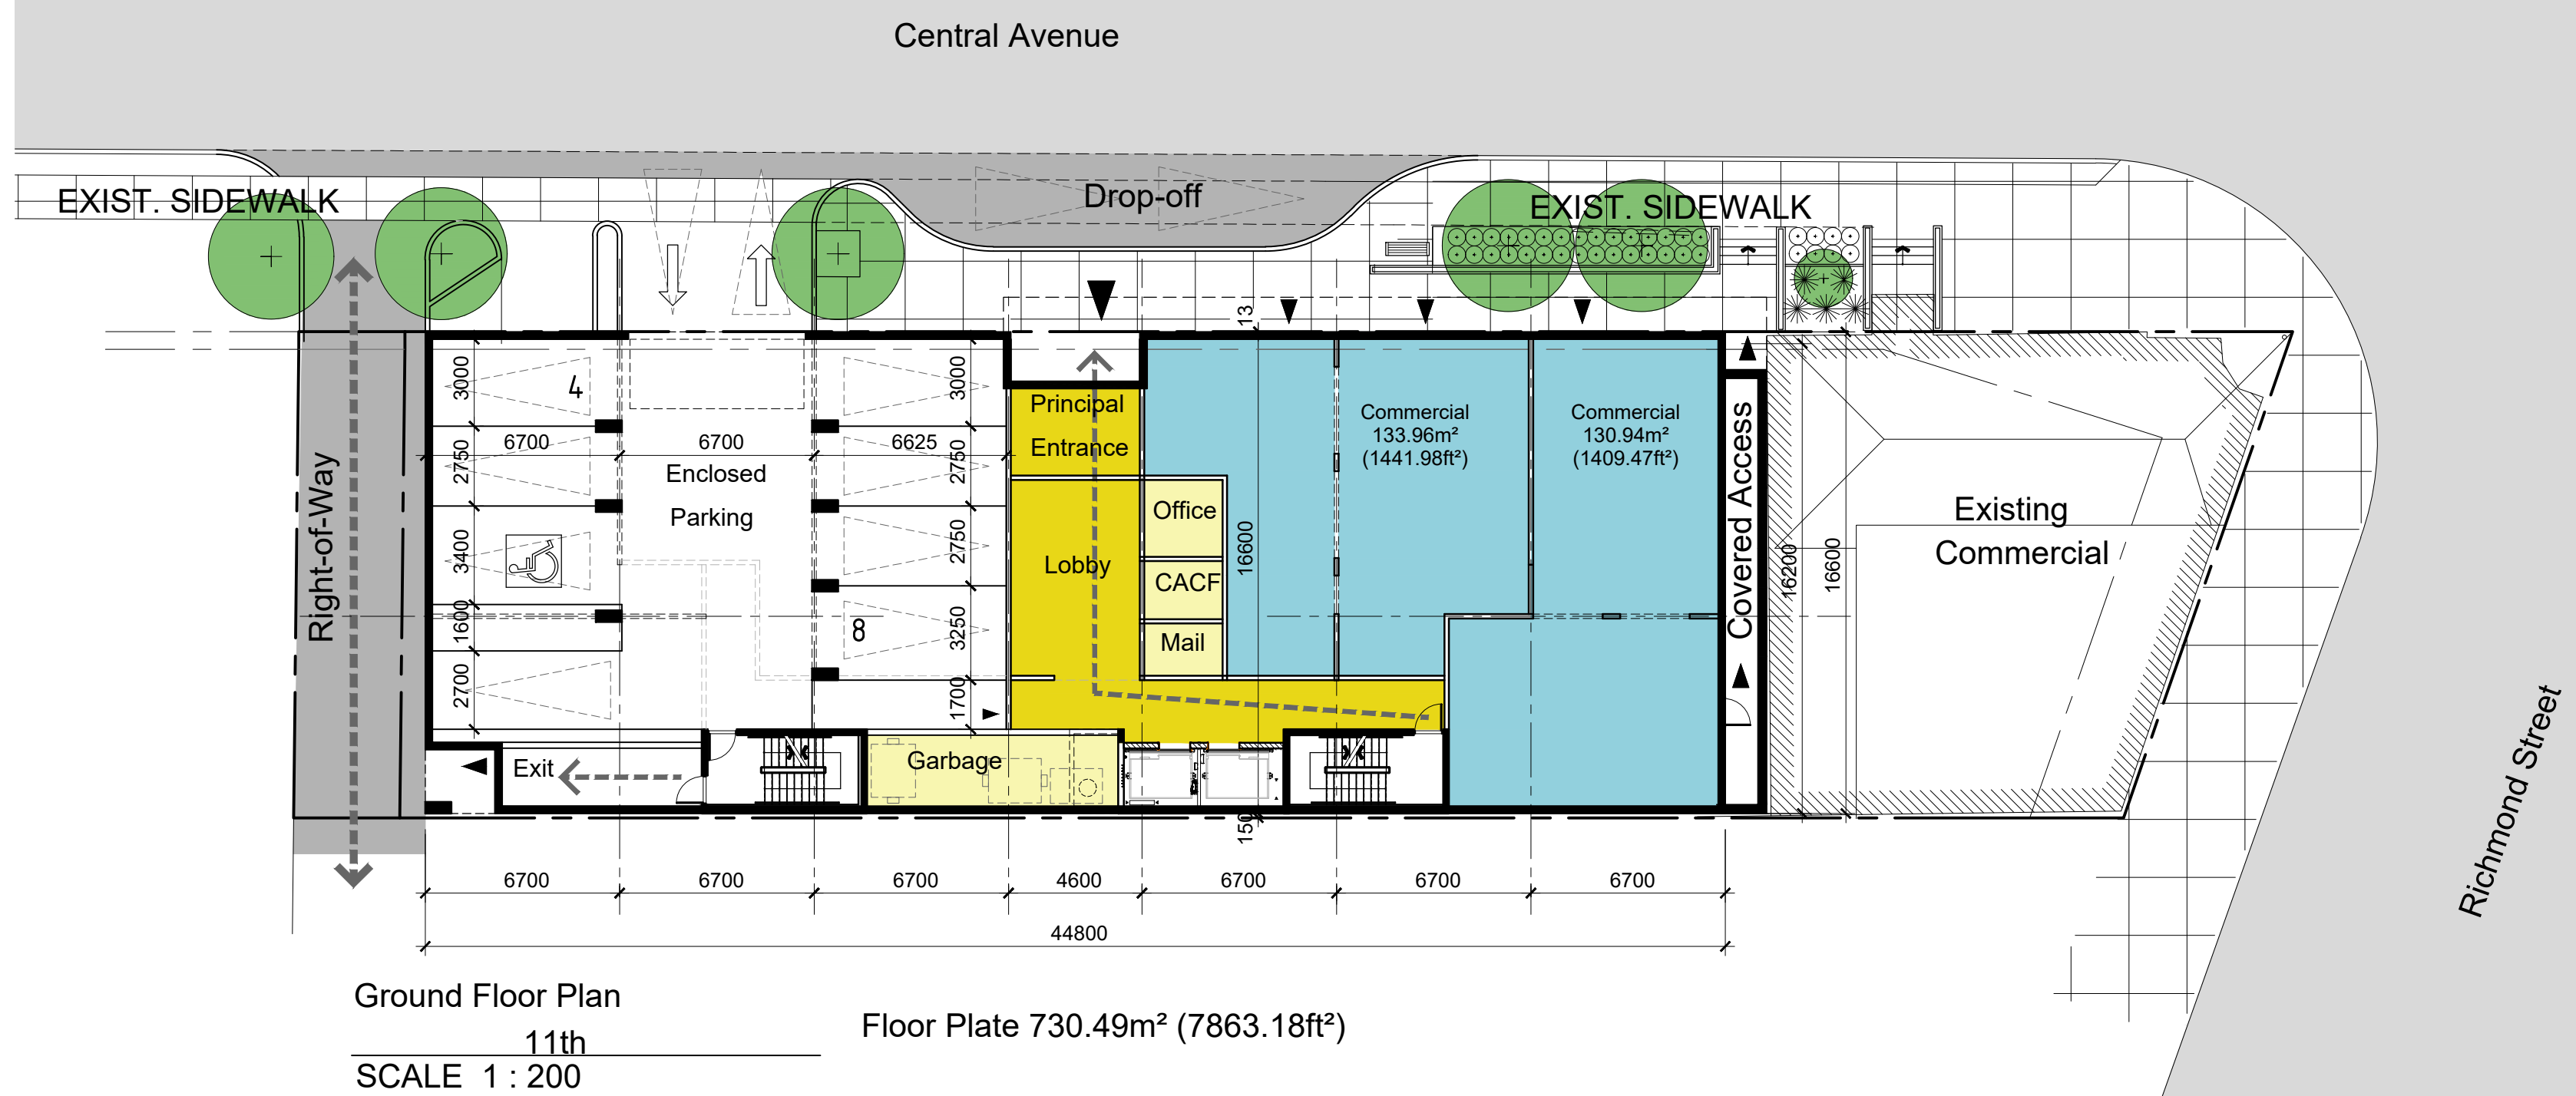 Central Avenue
EXIST. SIDEWALK
Drop-off
EXIST. SIDEWALK
13
3000
4
3000
Principal
Entrance
Commercial
133.96m²
(1441.98ft²)
Commercial
130.94m²
(1409.47ft²)
6700
6700
6625
2750
2750
Enclosed
Parking
Right-of-Way
Office
Covered Access
Existing
Commercial
3400
2750
16600
16200
16600
Lobby
CACF
1600
8
3250
Mail
2700
1700
Exit
Garbage
150
Richmond Street
6700
6700
6700
4600
6700
6700
6700
44800
Ground Floor Plan
11th
SCALE 1 : 200
Floor Plate 730.49m² (7863.18ft²)